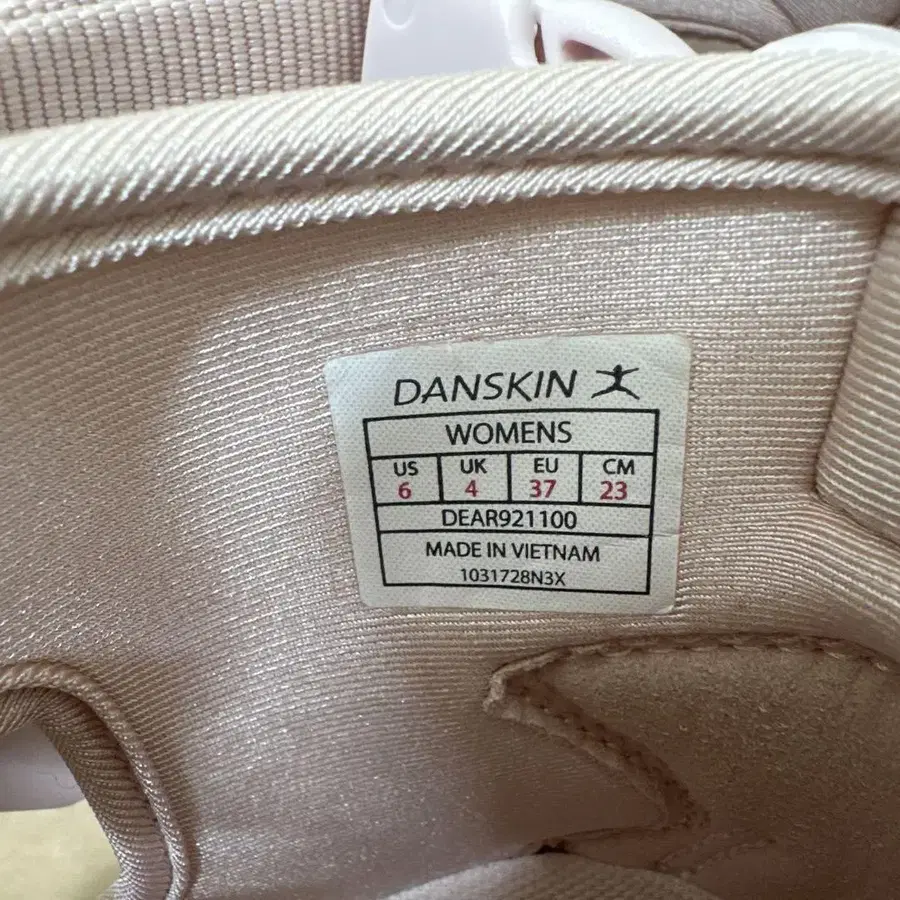 DANSKIN
WOMENS
US UK EU CM
6 4 37 23
DEAR921100
MADE IN VIETNAM
1031728N3X